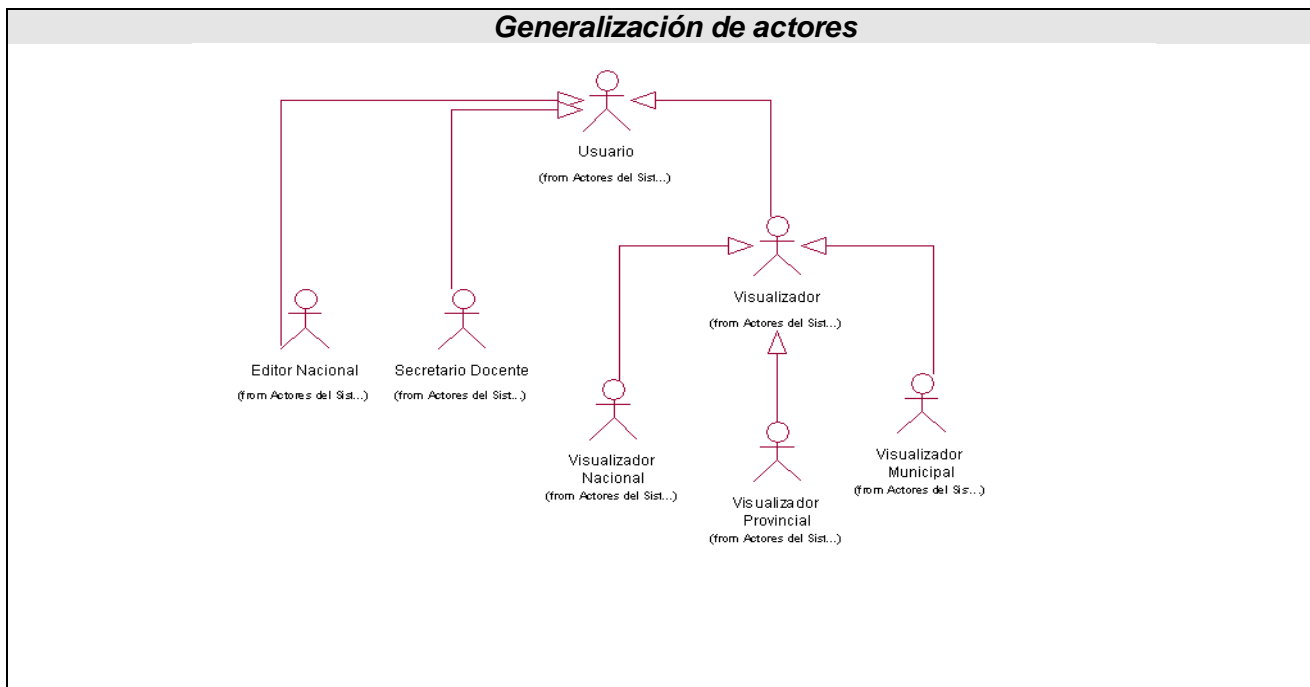 Generalización de actores
Usuario
(from Actores del Sist...)
Visualizador
(from Actores del Sist...)
Editor Nacional
(from Actores del Sist...)
Secretario Docente
(from Actores del Sist...)
Visualizador
Nacional
(from Actores del Sist...)
Visualizador
Provincial
(from Actores del Sist...)
Visualizador
Municipal
(from Actores del Sis...)